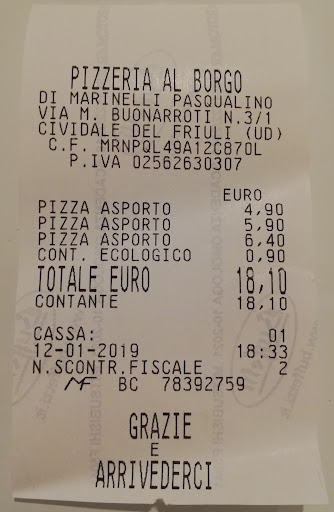 PIZZERIA AL BORGO
DI MARINELLI PASQUALINO
VIA M. BUONARROTI N.3/1
CIVIDALE DEL FRIULI (UD)
C.F. MRNPQL49A12C870L
P.IVA 02562630307
EURO
PIZZA ASPORTO 4,90
PIZZA ASPORTO 5,90
PIZZA ASPORTO 6,40
CONT. ECOLOGICO 0,90
TOTALE EURO 18,10
CONTANTE 18,10
CASSA: 01
12-01-2019 18:33
N.SCONTR.FISCALE 2
MF BC 78392759
GRAZIE
E
ARRIVEDERCI